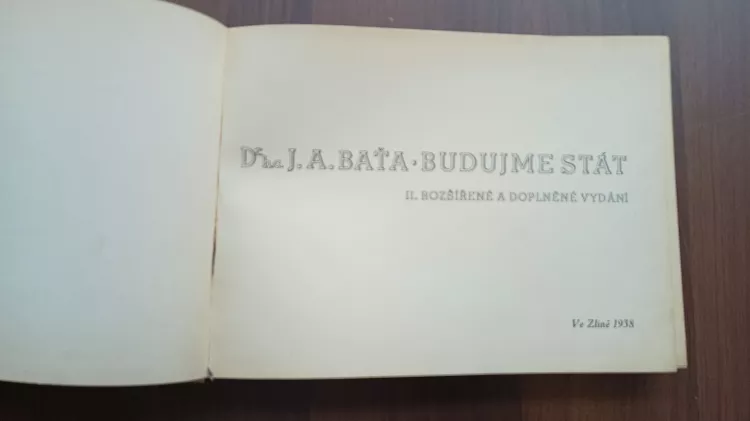 Dr h.c. J. A. BAŤA · BUDUJME STÁT
II. ROZŠÍŘENÉ A DOPLNĚNÉ VYDÁNÍ
Ve Zlíně 1938